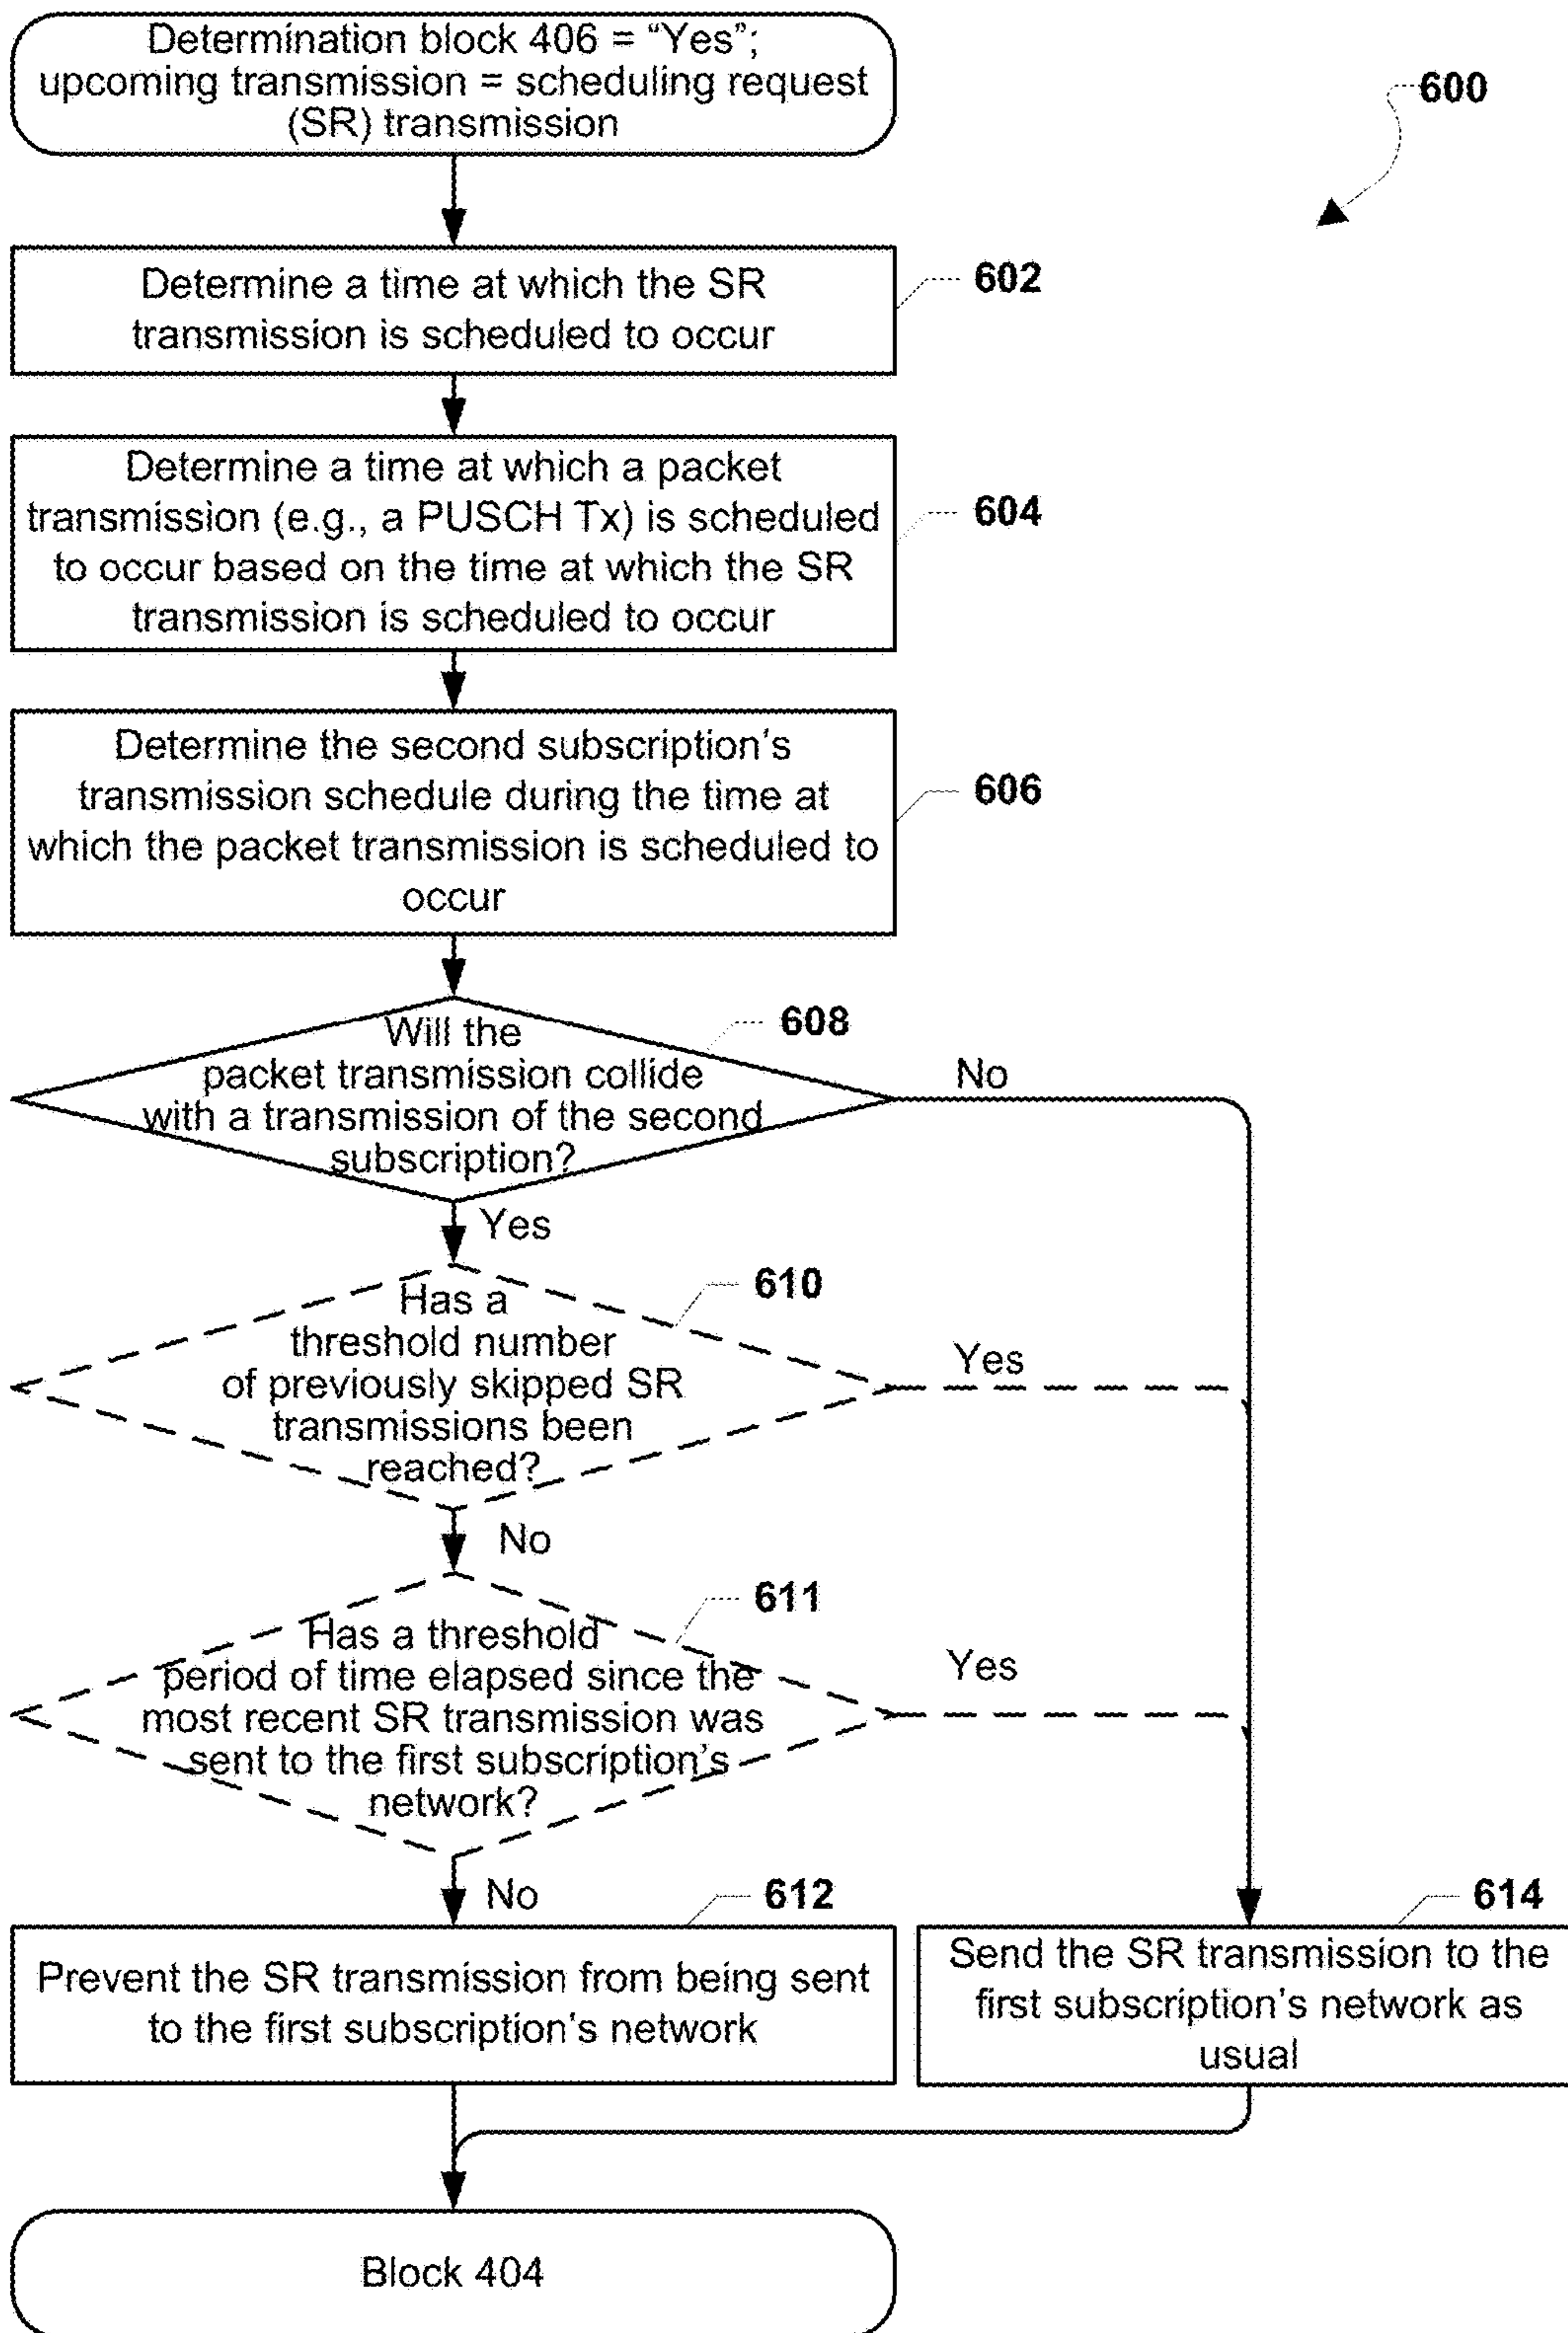 Determination block 406 = “Yes”;
upcoming transmission = scheduling request
(SR) transmission
600
Determine a time at which the SR
transmission is scheduled to occur
602
Determine a time at which a packet
transmission (e.g., a PUSCH Tx) is scheduled
to occur based on the time at which the SR
transmission is scheduled to occur
604
Determine the second subscription’s
transmission schedule during the time at
which the packet transmission is scheduled to
occur
606
Will the
packet transmission collide
with a transmission of the second
subscription?
608
No
Yes
Has a
threshold number
of previously skipped SR
transmissions been
reached?
610
Yes
No
Has a threshold
period of time elapsed since the
most recent SR transmission was
sent to the first subscription’s
network?
611
Yes
No
612
Prevent the SR transmission from being sent
to the first subscription’s network
614
Send the SR transmission to the
first subscription’s network as
usual
Block 404